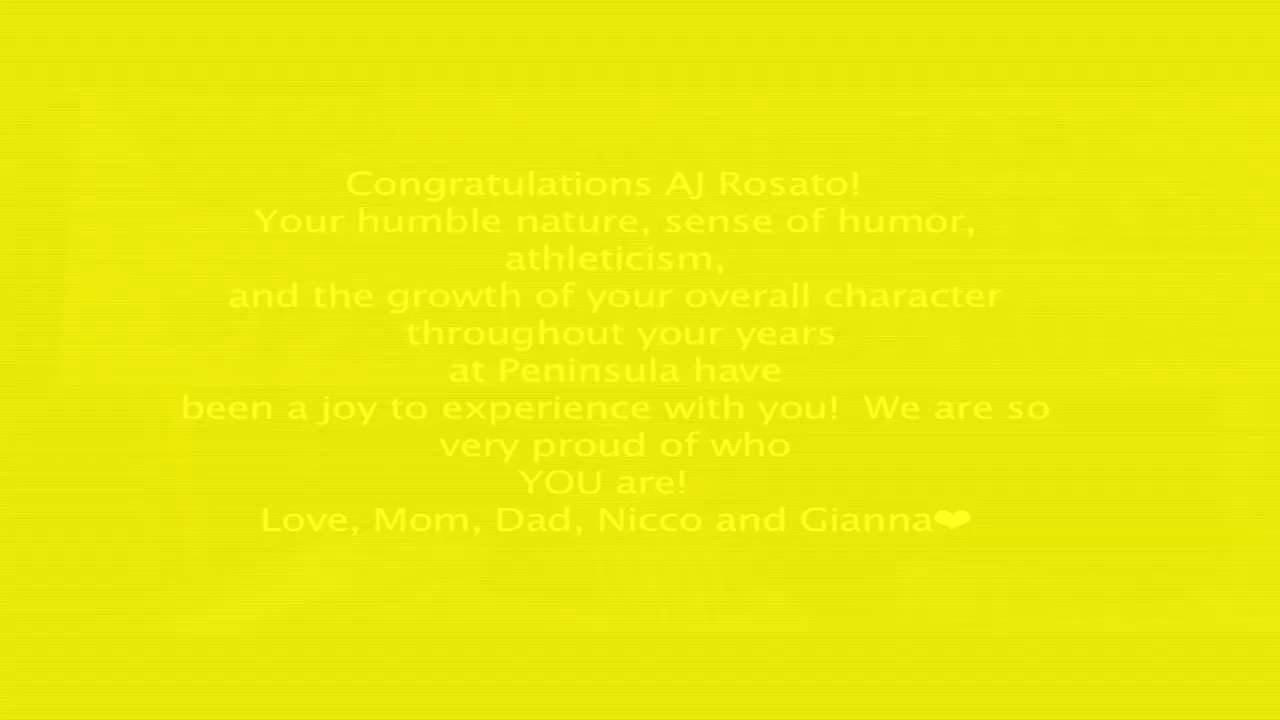 Congratulations AJ Rosato!
Your humble nature, sense of humor,
athleticism,
and the growth of your overall character
throughout your years
at Peninsula have
been a joy to experience with you!  We are so
very proud of who
YOU are!
Love, Mom, Dad, Nicco and Gianna❤